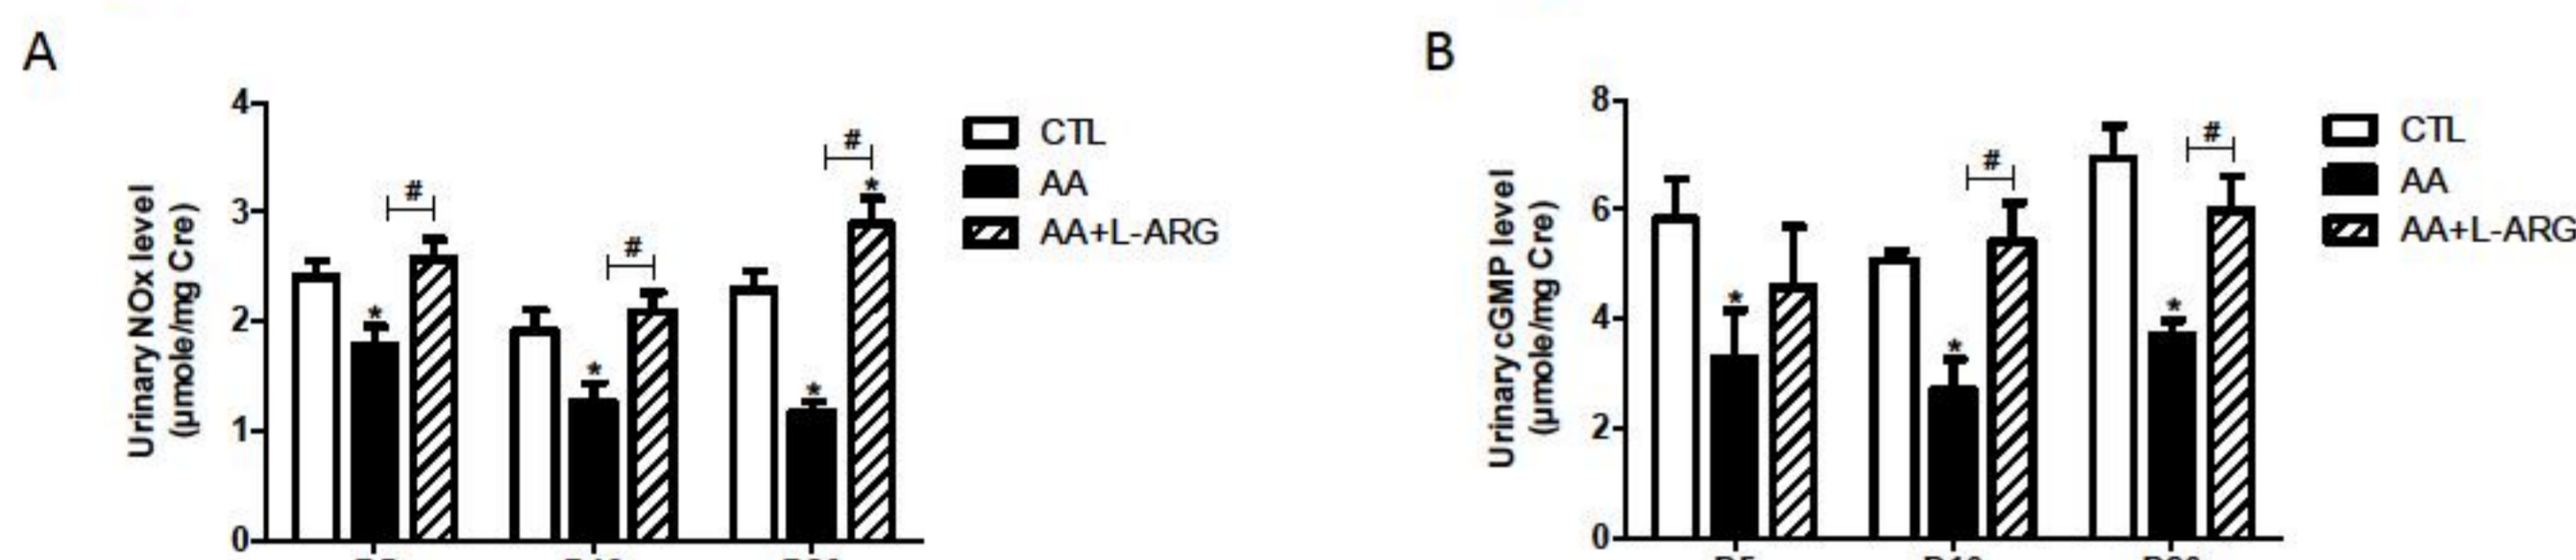 A
Urinary NOx level
(µmole/mg Cre)
4
3
2
1
0
#
*
#
*
#
*
*
CTL
AA
AA+L-ARG
B
Urinary cGMP level
(µmole/mg Cre)
8
6
4
2
0
*
#
*
#
*
CTL
AA
AA+L-ARG